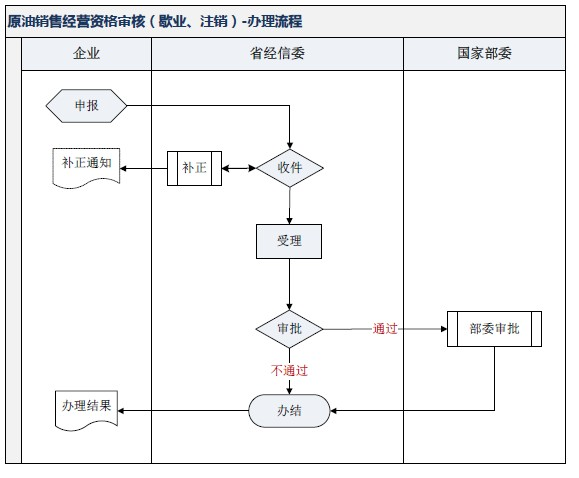 原油销售经营资格审核（歇业、注销）-办理流程
企业
省经信委
国家部委
申报
补正通知
补正
收件
受理
审批
通过
部委审批
不通过
办理结果
办结